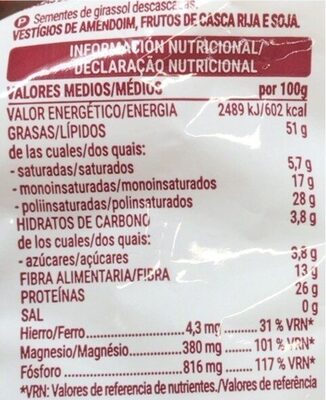 P Sementes de girassol descascadas.
VESTÍGIOS DE AMENDOIM, FRUTOS DE CASCA RIJA E SOJA.
INFORMACIÓN NUTRICIONAL/
DECLARAÇÃO NUTRICIONAL
VALORES MEDIOS/MÉDIOS por 100g
VALOR ENERGÉTICO/ENERGIA 2489 kJ/602 kcal
GRASAS/LÍPIDOS 51 g
de las cuales/dos quais:
- saturadas/saturados 5,7 g
- monoinsaturadas/monoinsaturados 17 g
- poliinsaturadas/polinsaturados 28 g
HIDRATOS DE CARBONO 3,8 g
de los cuales/dos quais:
- azúcares/açúcares 3,8 g
FIBRA ALIMENTARIA/FIBRA 13 g
PROTEÍNAS 26 g
SAL 0 g
Hierro/Ferro..................4,3 mg..........31 % VRN*
Magnesio/Magnésio.....380 mg.......101 % VRN*
Fósforo .......................816 mg.......117 % VRN*
*VRN: Valores de referencia de nutrientes./Valores de referência